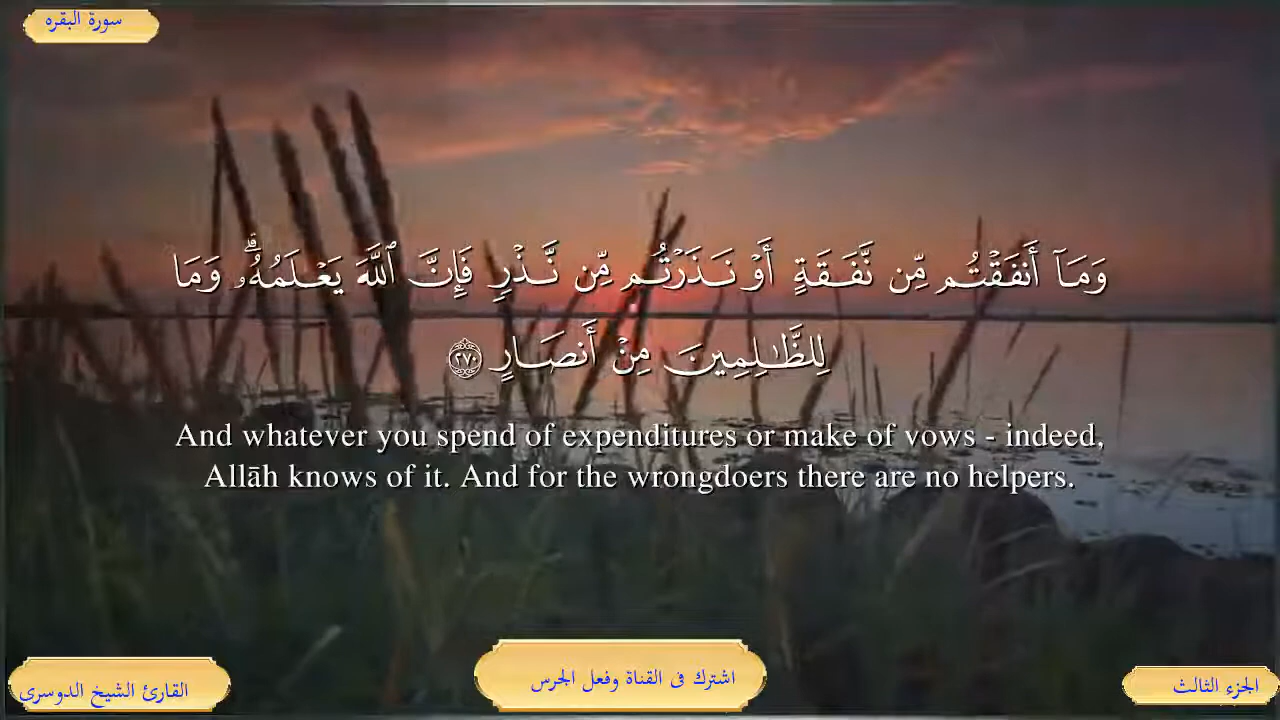 سورة البقره
وَمَآ أَنفَقْتُم مِّن نَّفَقَةٍ أَوْ نَذَرْتُم مِّن نَّذْرٍ فَإِنَّ ٱللَّهَ يَعْلَمُهُۥ ۗ وَمَا
لِلظَّـٰلِمِينَ مِنْ أَنصَارٍ ٢٧٠
And whatever you spend of expenditures or make of vows - indeed,
Allāh knows of it. And for the wrongdoers there are no helpers.
الجزء الثالث
اشترك فى القناة وفعل الجرس
القارئ الشيخ الدوسرى